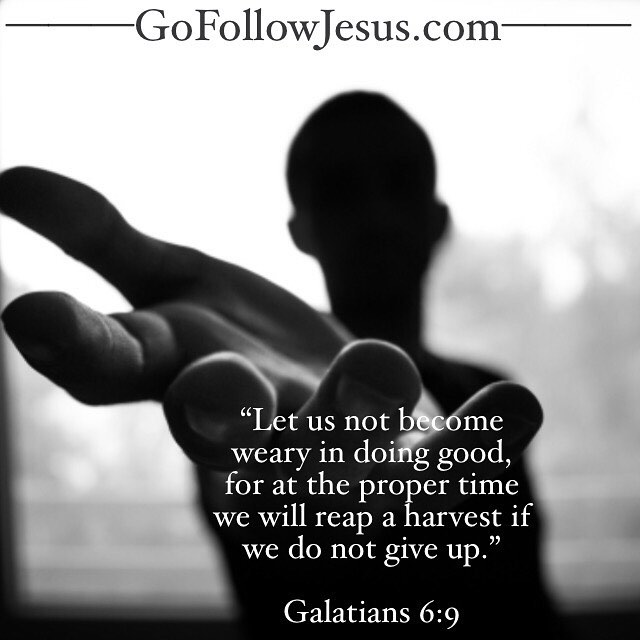 GoFollowJesus.com
“Let us not become
weary in doing good,
for at the proper time
we will reap a harvest if
we do not give up.”
Galatians 6:9